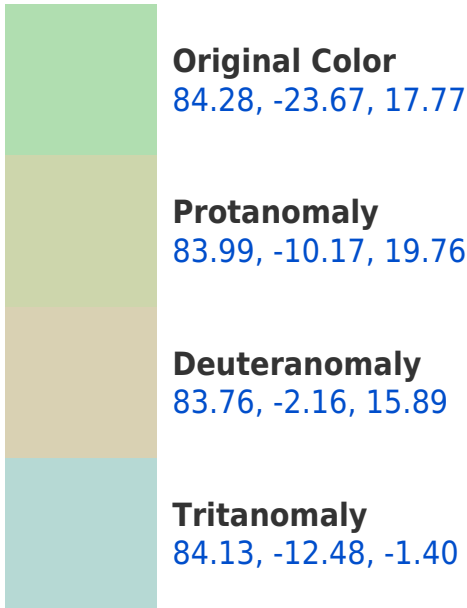 Original Color
84.28, -23.67, 17.77
Protanomaly
83.99, -10.17, 19.76
Deuteranomaly
83.76, -2.16, 15.89
Tritanomaly
84.13, -12.48, -1.40